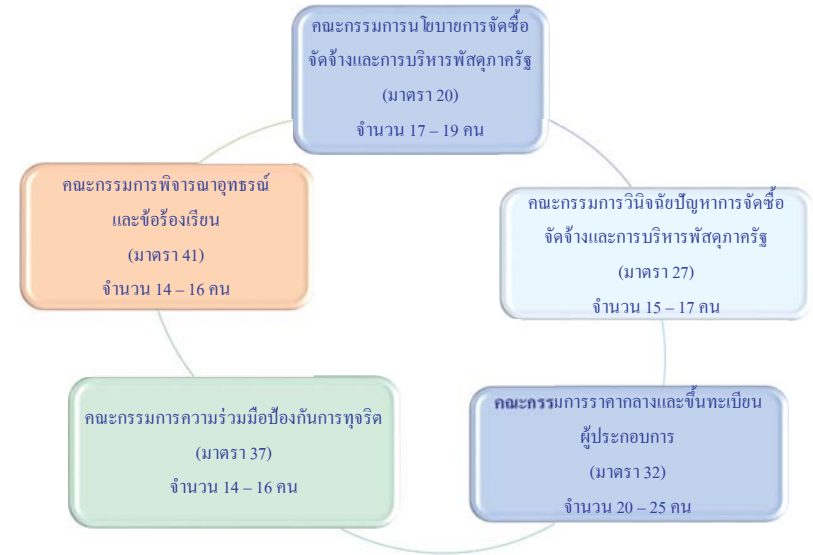 คณะกรรมการนโยบายการจัดซื้อ
จัดจ้างและการบริหารพัสดุภาครัฐ
(มาตรา 20)
จำนวน 17 – 19 คน
คณะกรรมการวินิจฉัยปัญหาการจัดซื้อ
จัดจ้างและการบริหารพัสดุภาครัฐ
(มาตรา 27)
จำนวน 15 – 17 คน
คณะกรรมการราคากลางและขึ้นทะเบียน
ผู้ประกอบการ
(มาตรา 32)
จำนวน 20 – 25 คน
คณะกรรมการความร่วมมือป้องกันการทุจริต
(มาตรา 37)
จำนวน 14 – 16 คน
คณะกรรมการพิจารณาอุทธรณ์
และข้อร้องเรียน
(มาตรา 41)
จำนวน 14 – 16 คน